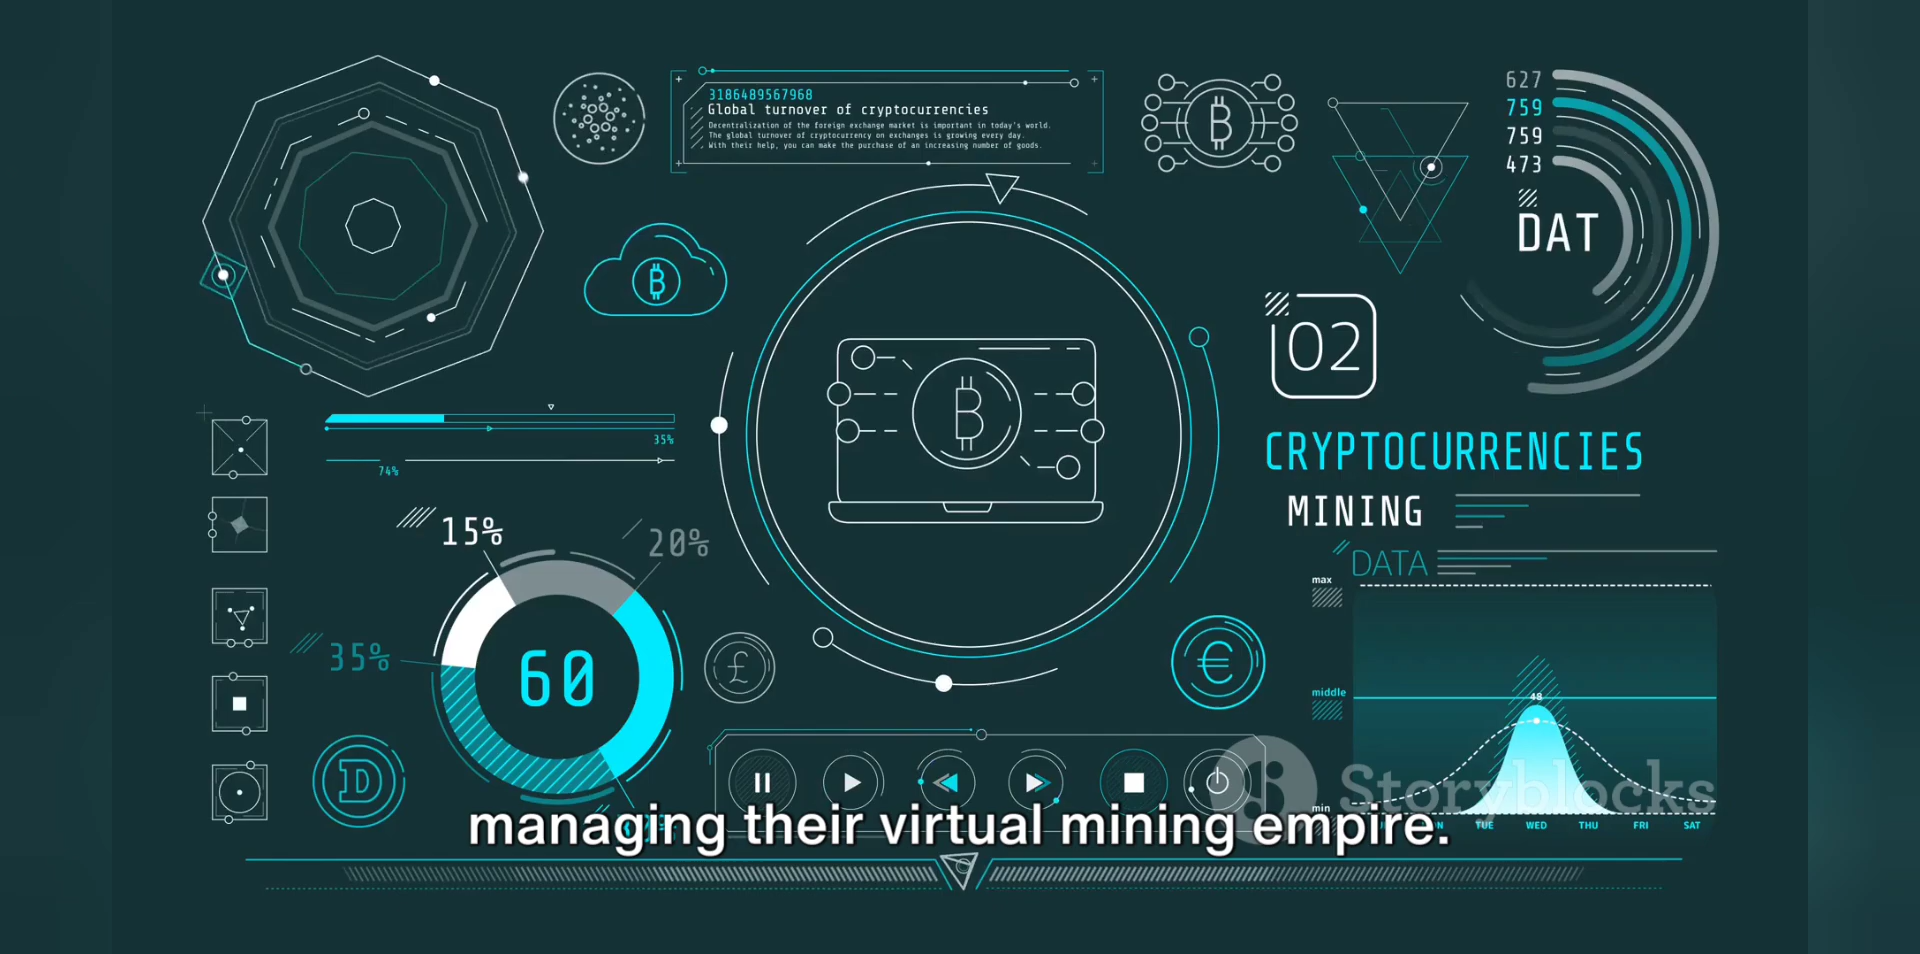 3186489567968
Global turnover of cryptocurrencies
Decentralization of the foreign exchange market is important in today's world.
The global turnover of cryptocurrency on exchanges is growing every day.
With their help, you can make the purchase of an increasing number of goods.
627
759
759
473
DAT
02
CRYPTOCURRENCIES
MINING
35%
74%
15%
20%
35%
60
DATA
max
middle
48
min
TUE WED THU FRI SAT
Storyblocks
managing their virtual mining empire.